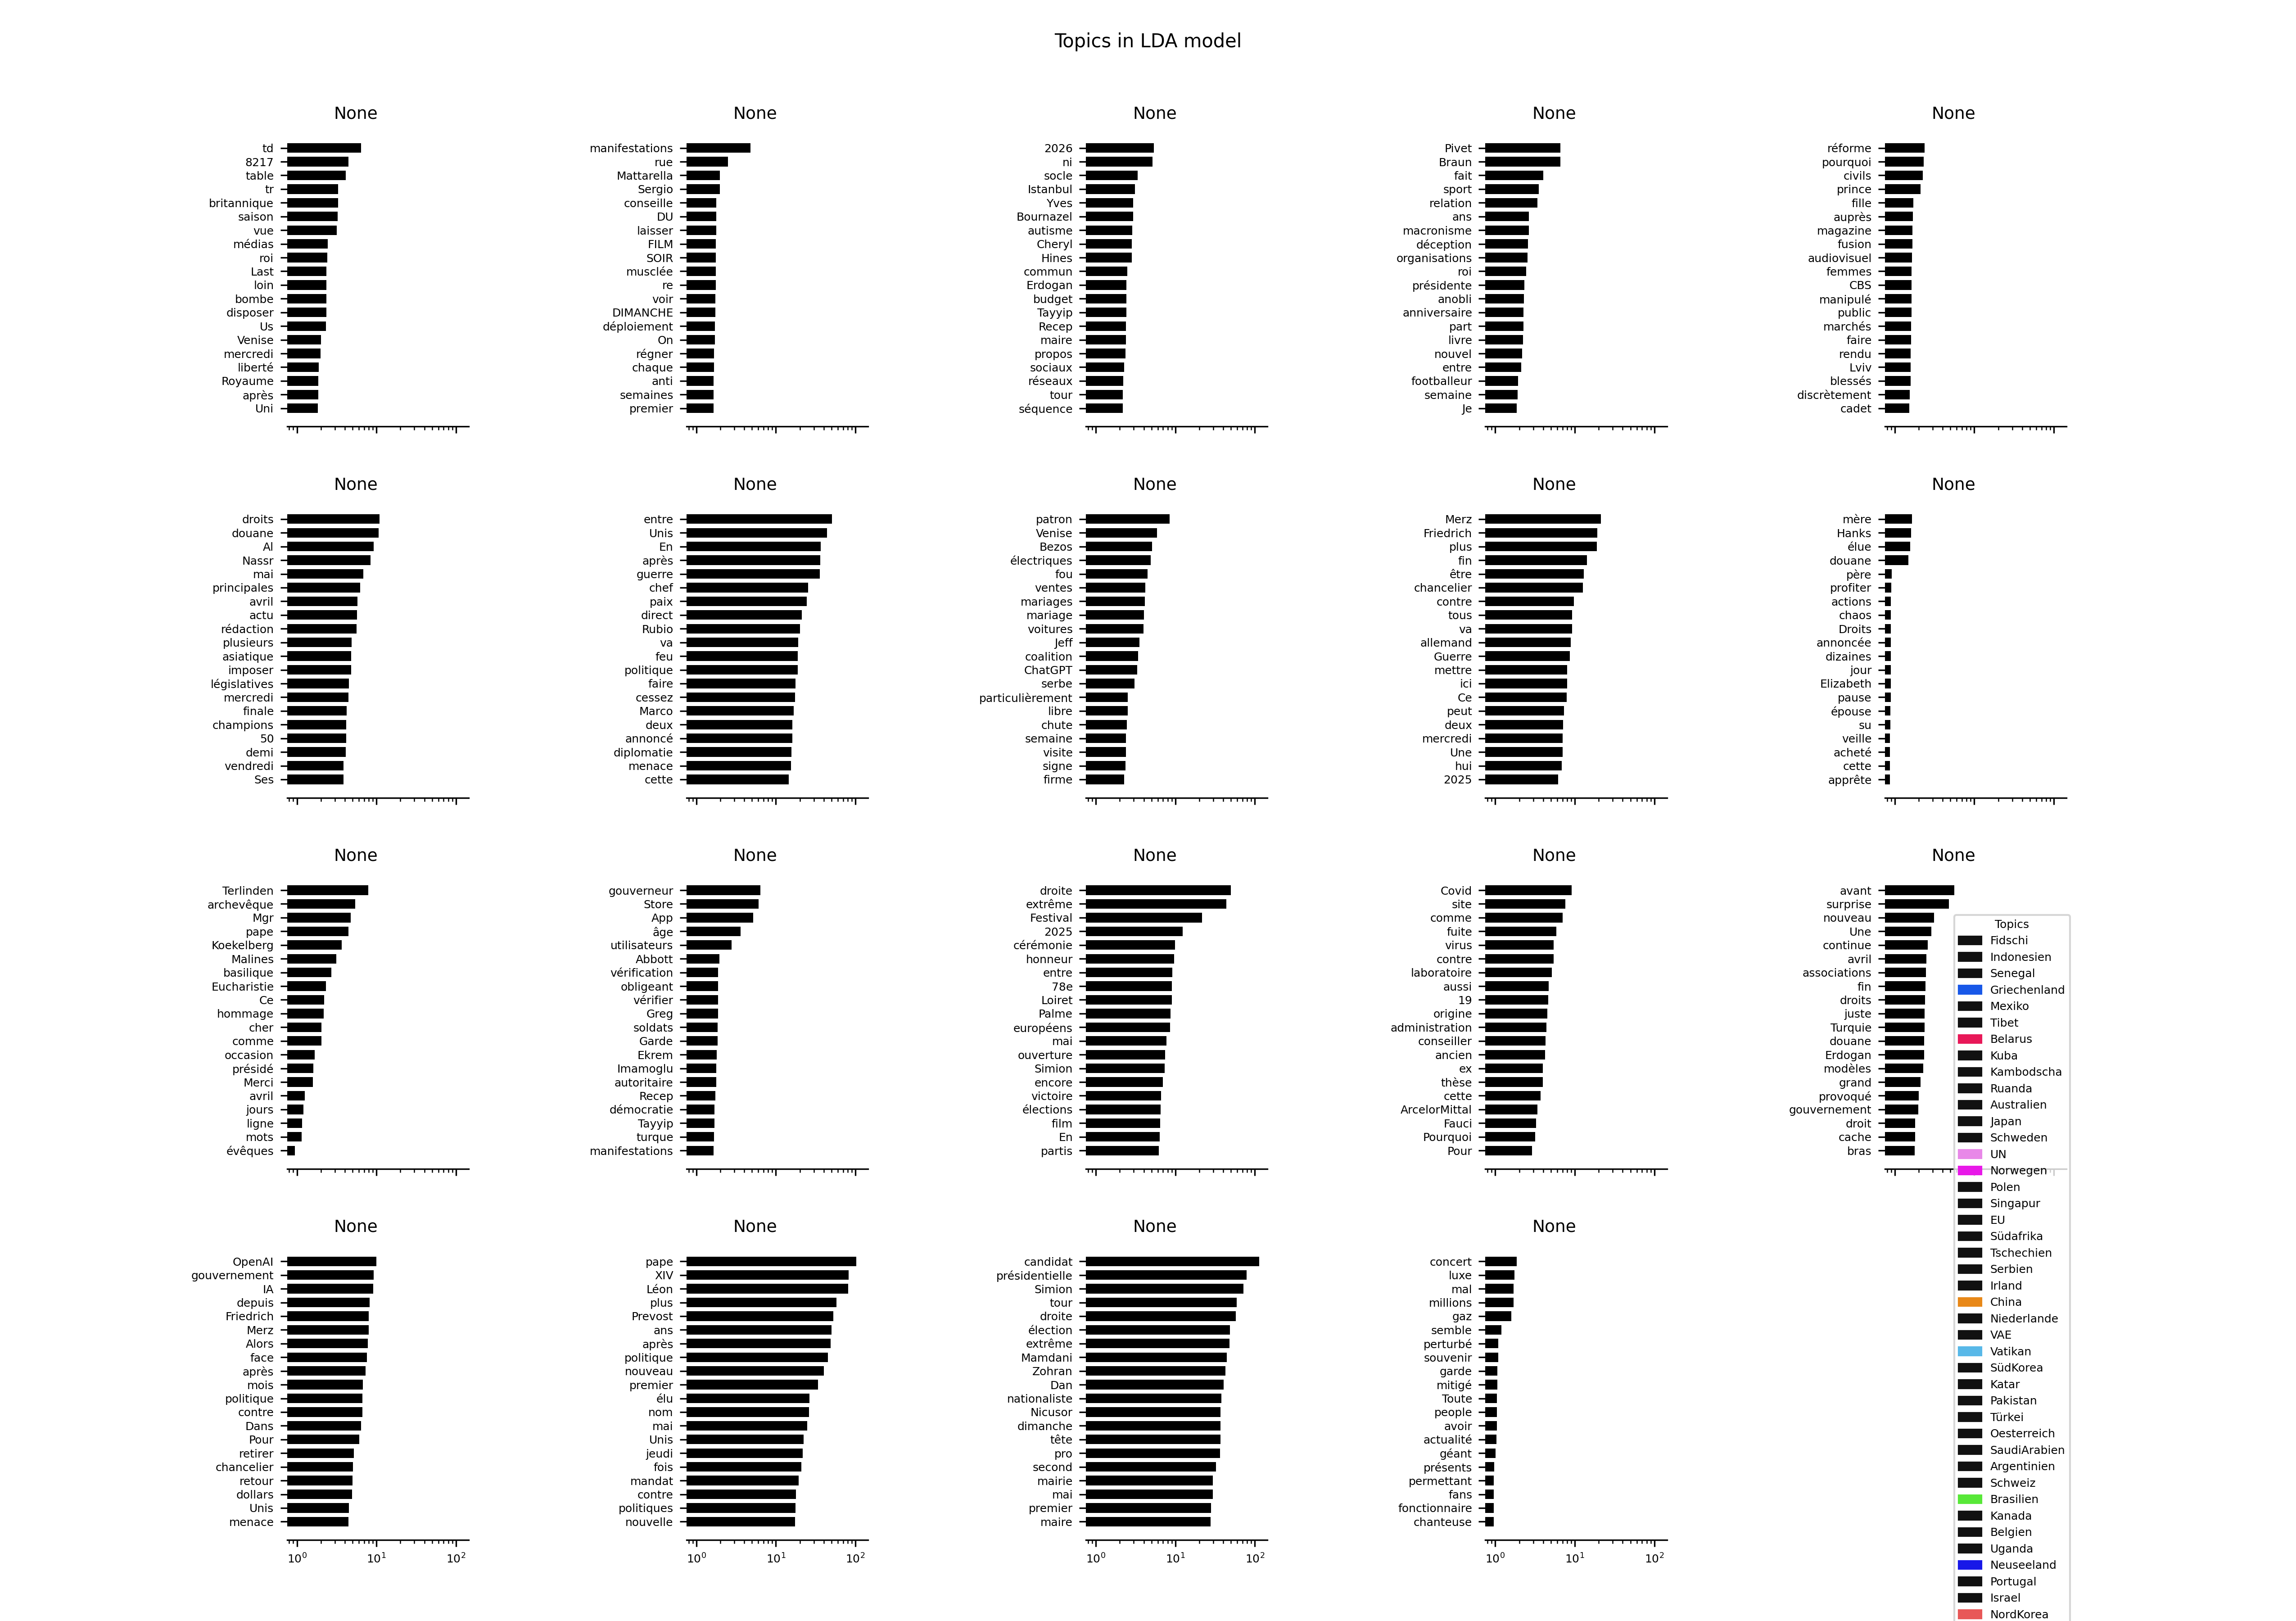 Topics in LDA model
None
td
8217
table
tr
britannique
saison
vue
médias
roi
Last
loin
bombe
disposer
Us
Venise
mercredi
liberté
Royaume
après
Uni
None
manifestations
rue
Mattarella
Sergio
conseille
DU
laisser
FILM
SOIR
musclée
re
voir
DIMANCHE
déploiement
On
régner
chaque
anti
semaines
premier
None
2026
ni
socle
Istanbul
Yves
Bournazel
autisme
Cheryl
Hines
commun
Erdogan
budget
Tayyip
Recep
maire
propos
sociaux
réseaux
tour
séquence
None
Pivet
Braun
fait
sport
relation
ans
macronisme
déception
organisations
roi
présidente
anobli
anniversaire
part
livre
nouvel
entre
footballeur
semaine
Je
None
réforme
pourquoi
civils
prince
fille
auprès
magazine
fusion
audiovisuel
femmes
CBS
manipulé
public
marchés
faire
rendu
Lviv
blessés
discrètement
cadet
None
droits
douane
Al
Nassr
mai
principales
avril
actu
rédaction
plusieurs
asiatique
imposer
législatives
mercredi
finale
champions
50
demi
vendredi
Ses
None
entre
Unis
En
après
guerre
chef
paix
direct
Rubio
va
feu
politique
faire
cessez
Marco
deux
annoncé
diplomatie
menace
cette
None
patron
Venise
Bezos
électriques
fou
ventes
mariages
mariage
voitures
Jeff
coalition
ChatGPT
serbe
particulièrement
libre
chute
semaine
visite
signe
firme
None
Merz
Friedrich
plus
fin
être
chancelier
contre
tous
va
allemand
Guerre
mettre
ici
Ce
peut
deux
mercredi
Une
hui
2025
None
mère
Hanks
élue
douane
père
profiter
actions
chaos
Droits
annoncée
dizaines
jour
Elizabeth
pause
épouse
su
veille
acheté
cette
apprête
None
Terlinden
archevêque
Mgr
pape
Koekelberg
Malines
basilique
Eucharistie
Ce
hommage
cher
comme
occasion
présidé
Merci
avril
jours
ligne
mots
évêques
None
gouverneur
Store
App
âge
utilisateurs
Abbott
vérification
obligeant
vérifier
Greg
soldats
Garde
Ekrem
Imamoglu
autoritaire
Recep
démocratie
Tayyip
turque
manifestations
None
droite
extrême
Festival
2025
cérémonie
honneur
entre
78e
Loiret
Palme
européens
mai
ouverture
Simion
encore
victoire
élections
film
En
partis
None
Covid
site
comme
fuite
virus
contre
laboratoire
aussi
19
origine
administration
conseiller
ancien
ex
thèse
cette
ArcelorMittal
Fauci
Pourquoi
Pour
None
avant
surprise
nouveau
Une
continue
avril
associations
fin
droits
juste
Turquie
douane
Erdogan
modèles
grand
provoqué
gouvernement
droit
cache
bras
None
OpenAI
gouvernement
IA
depuis
Friedrich
Merz
Alors
face
après
mois
politique
contre
Dans
Pour
retirer
chancelier
retour
dollars
Unis
menace
10⁰ 10¹ 10²
None
pape
XIV
Léon
plus
Prevost
ans
après
politique
nouveau
premier
élu
nom
mai
Unis
jeudi
fois
mandat
contre
politiques
nouvelle
10⁰ 10¹ 10²
None
candidat
présidentielle
Simion
tour
droite
élection
extrême
Mamdani
Zohran
Dan
nationaliste
Nicusor
dimanche
tête
pro
second
mairie
mai
premier
maire
10⁰ 10¹ 10²
None
concert
luxe
mal
millions
gaz
semble
perturbé
souvenir
garde
mitigé
Toute
people
avoir
actualité
géant
présents
permettant
fans
fonctionnaire
chanteuse
10⁰ 10¹ 10²
Topics
Fidschi
Indonesien
Senegal
Griechenland
Mexiko
Tibet
Belarus
Kuba
Kambodscha
Ruanda
Australien
Japan
Schweden
UN
Norwegen
Polen
Singapur
EU
Südafrika
Tschechien
Serbien
Irland
China
Niederlande
VAE
Vatikan
SüdKorea
Katar
Pakistan
Türkei
Oesterreich
SaudiArabien
Argentinien
Schweiz
Brasilien
Kanada
Belgien
Uganda
Neuseeland
Portugal
Israel
NordKorea